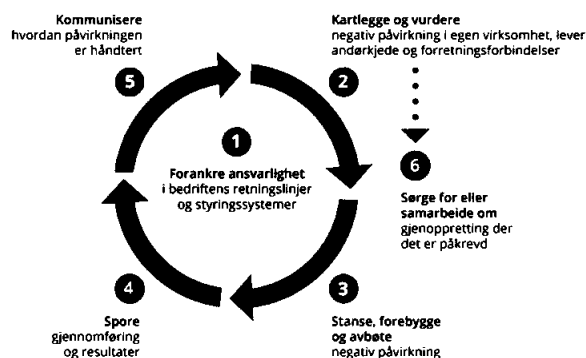 Kommunisere
hvordan påvirkningen
er håndtert
5
Kartlegge og vurdere
negativ påvirkning i egen virksomhet, lever
andørkjede og forretningsforbindelser
2
1
Forankre ansvarlighet
i bedriftens retningslinjer
og styringssystemer
6
Sørge for eller
samarbeide om
gjenoppretting der
det er påkrevd
4
Spore
gjennomføring
og resultater
3
Stanse, forebygge
og avbøte
negativ påvirkning